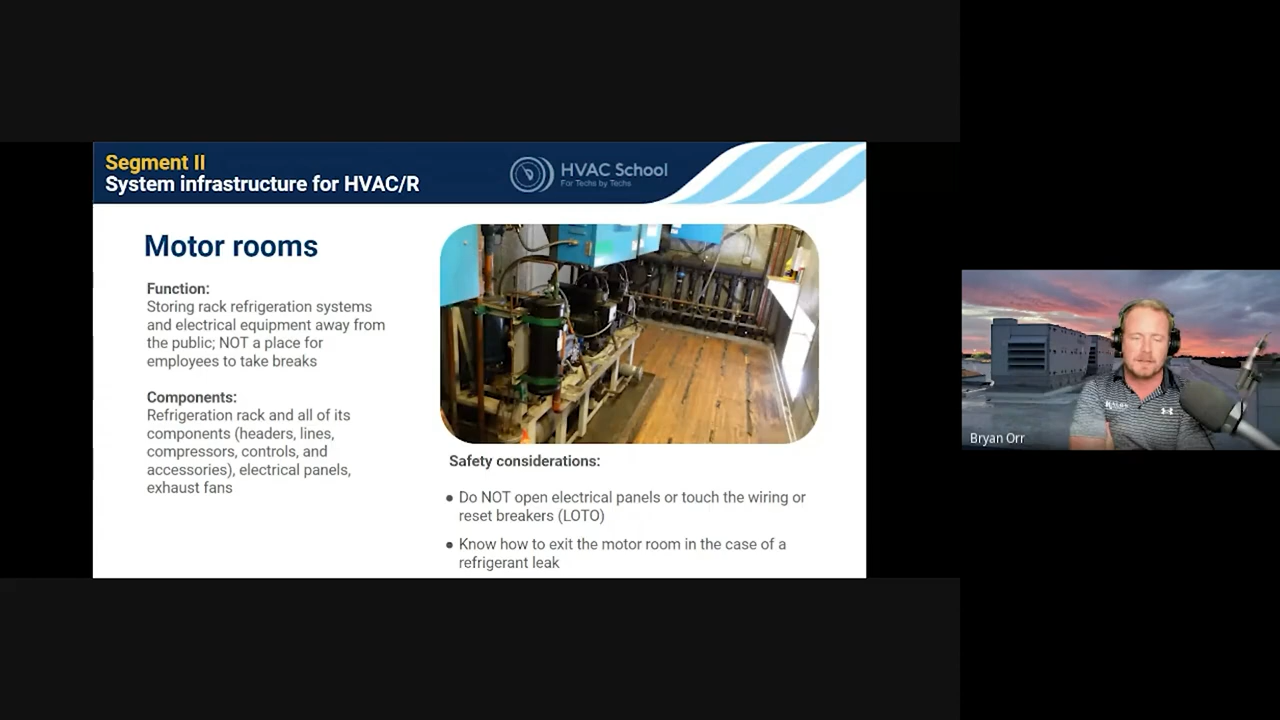 Segment II
System infrastructure for HVAC/R
HVAC School
For Techs by Techs
Motor rooms
Function:
Storing rack refrigeration systems
and electrical equipment away from
the public; NOT a place for
employees to take breaks
Components:
Refrigeration rack and all of its
components (headers, lines,
compressors, controls, and
accessories), electrical panels,
exhaust fans
Safety considerations:
● Do NOT open electrical panels or touch the wiring or
reset breakers (LOTO)
● Know how to exit the motor room in the case of a
refrigerant leak
Bryan Orr